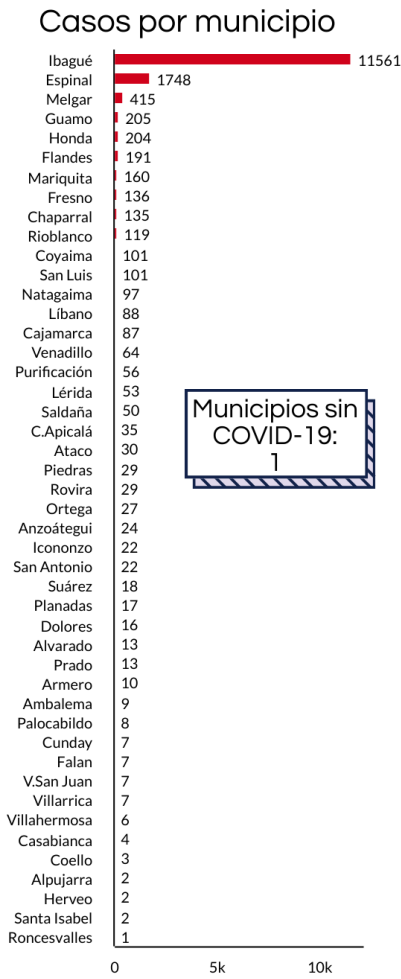 Casos por municipio
Ibagué 11561
Espinal 1748
Melgar 415
Guamo 205
Honda 204
Flandes 191
Mariquita 160
Fresno 136
Chaparral 135
Rioblanco 119
Coyaima 101
San Luis 101
Natagaima 97
Líbano 88
Cajamarca 87
Venadillo 64
Purificación 56
Lérida 53
Saldaña 50
C.Apicalá 35
Ataco 30
Piedras 29
Rovira 29
Ortega 27
Anzoátegui 24
Icononzo 22
San Antonio 22
Suárez 18
Planadas 17
Dolores 16
Alvarado 13
Prado 13
Armero 10
Ambalema 9
Palocabildo 8
Cunday 7
Falan 7
V.San Juan 7
Villarrica 7
Villahermosa 6
Casabianca 4
Coello 3
Alpujarra 2
Herveo 2
Santa Isabel 2
Roncesvalles 1
0 5k 10k
Municipios sin
COVID-19:
1